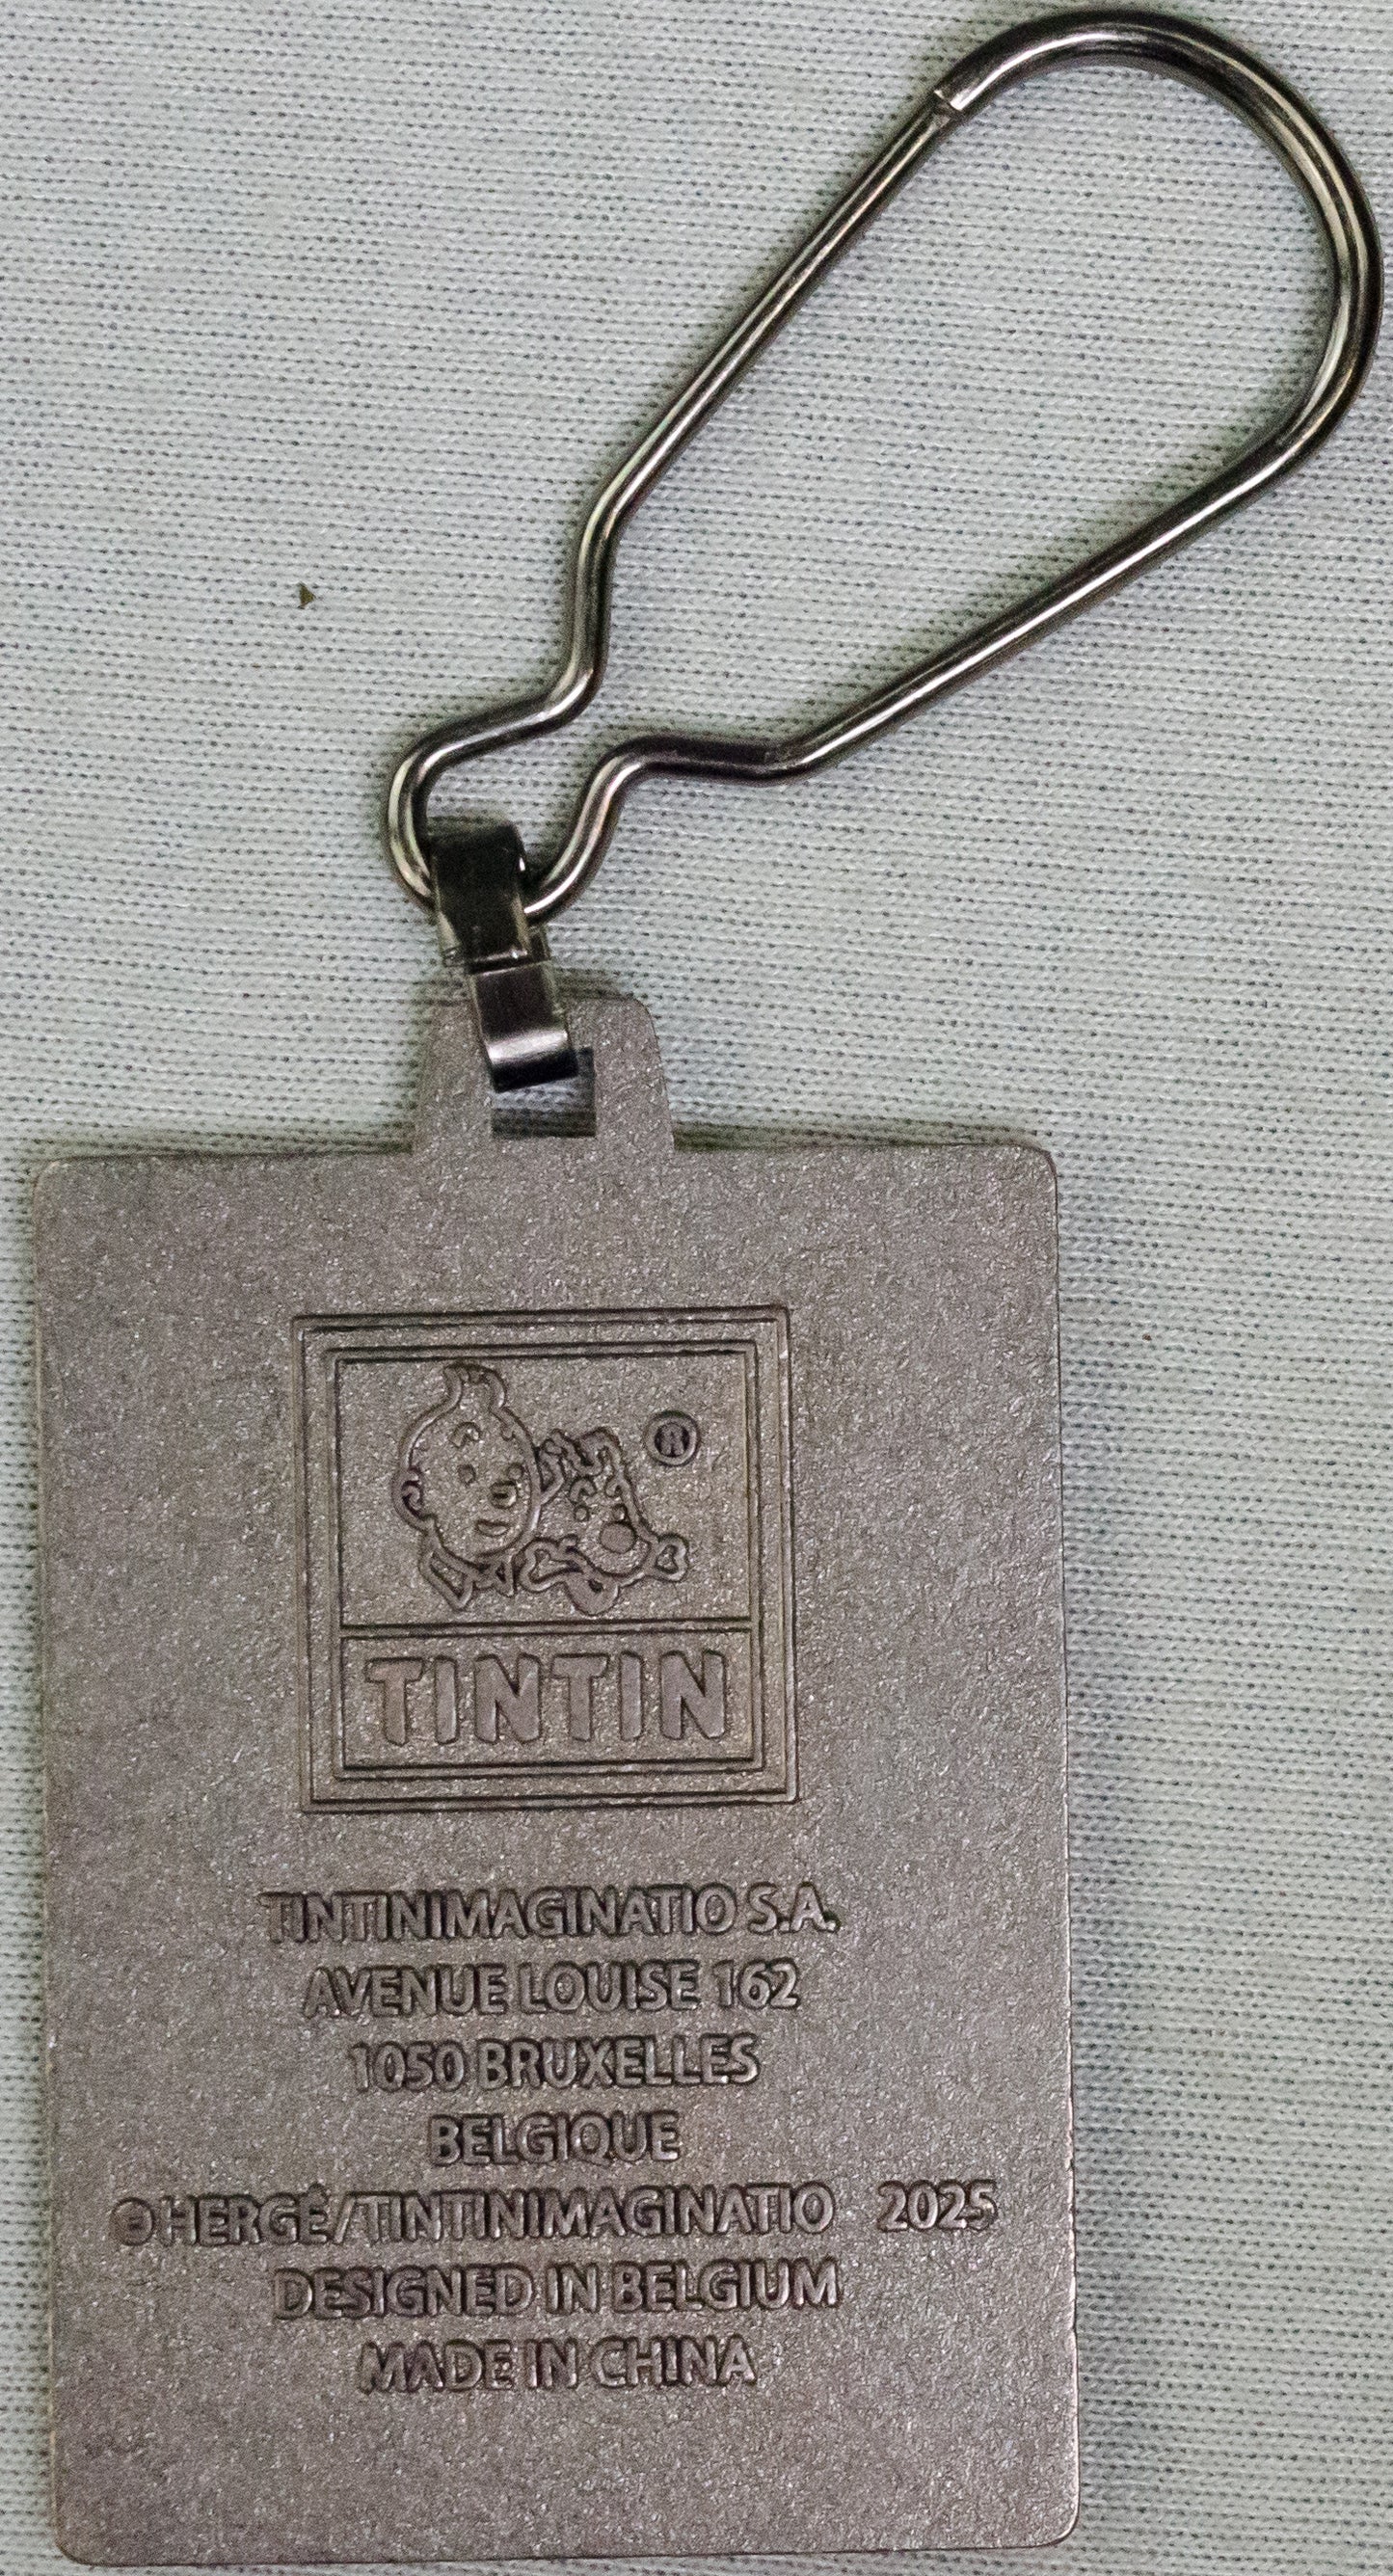 ®
TINTIN
TINTINIMAGINATIO S.A.
AVENUE LOUISE 162
1050 BRUXELLES
BELGIQUE
©HERGÉ/TINTINIMAGINATIO 2025
DESIGNED IN BELGIUM
MADE IN CHINA